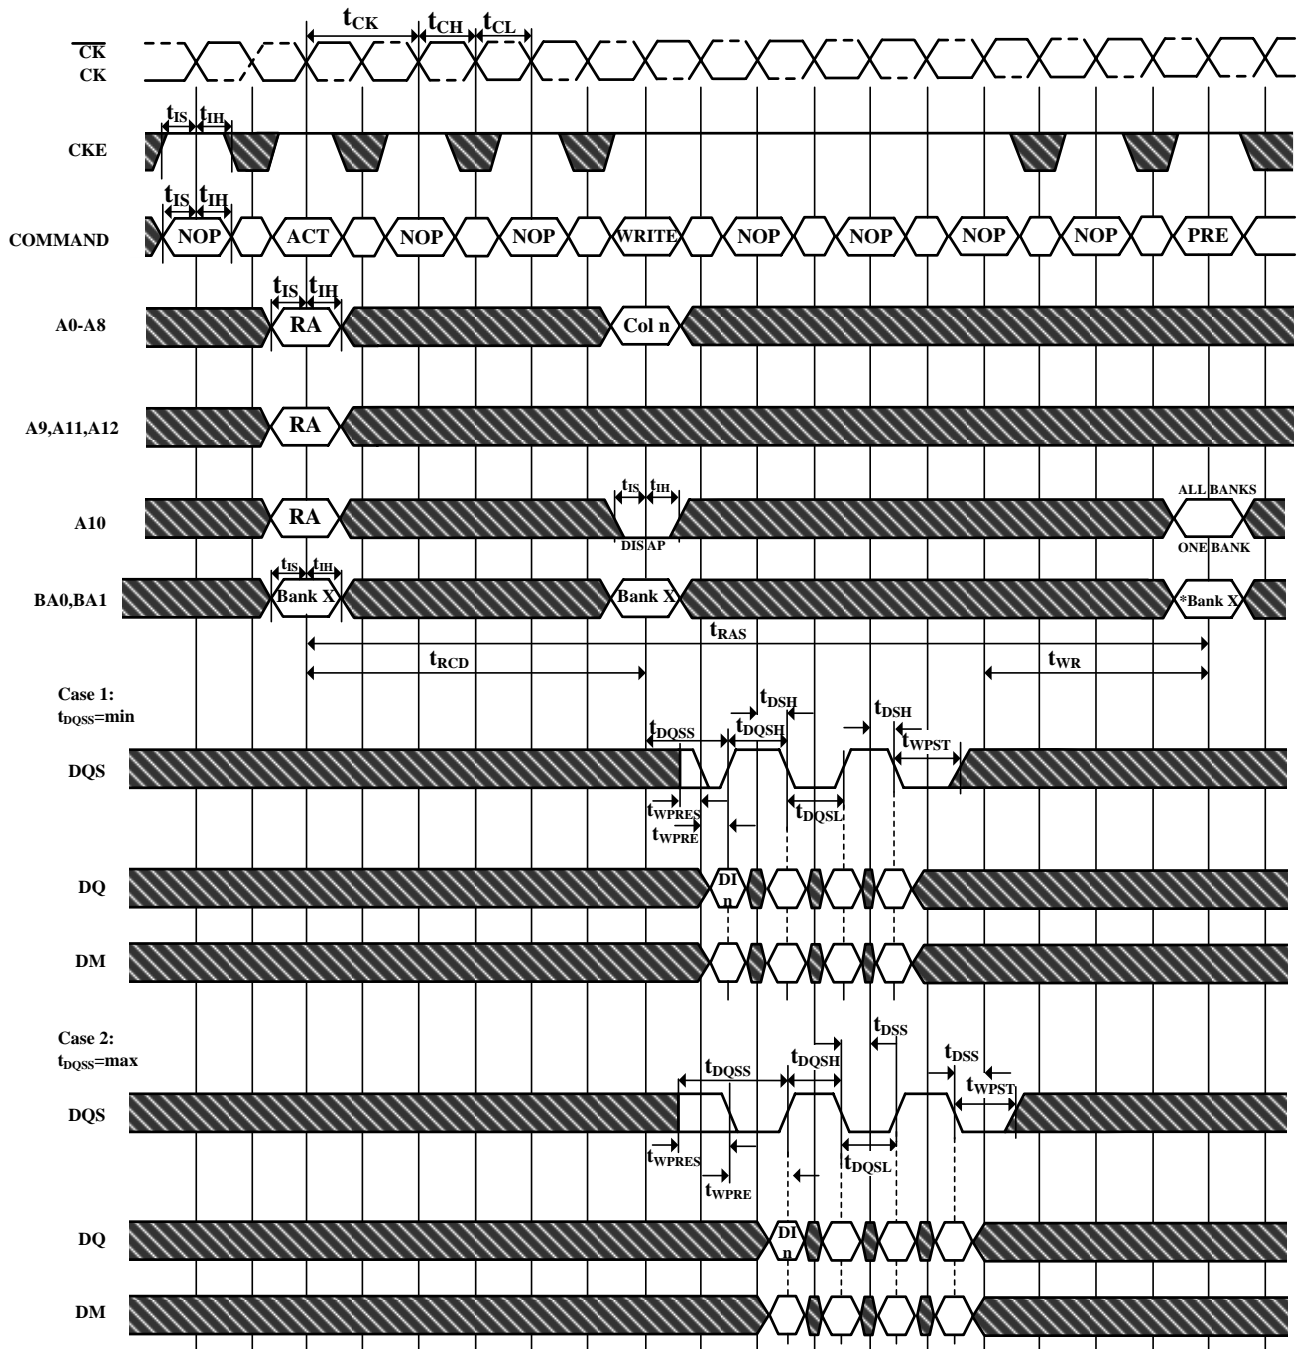 tCK tCH tCL
CK
CK
tIS tIH
CKE
tIS tIH
COMMAND NOP ACT NOP NOP WRITE NOP NOP NOP NOP PRE
tIS tIH
A0-A8 RA Col n
A9,A11,A12 RA
tIS tIH ALL BANKS
A10 RA
DIS AP ONE BANK
tIS tIH
BA0,BA1 Bank X Bank X *Bank X
tRAS
tRCD tWR
Case 1:
tDQSS=min
tDSH tDSH
tDQSS tDQSH tWPST
DQS
tWPRES tDQSL
tWPRE
DQ DI
n
DM
Case 2:
tDQSS=max
tDSS tDSS
tDQSS tDQSH tWPST
DQS
tWPRES tDQSL
tWPRE
DQ DI
n
DM